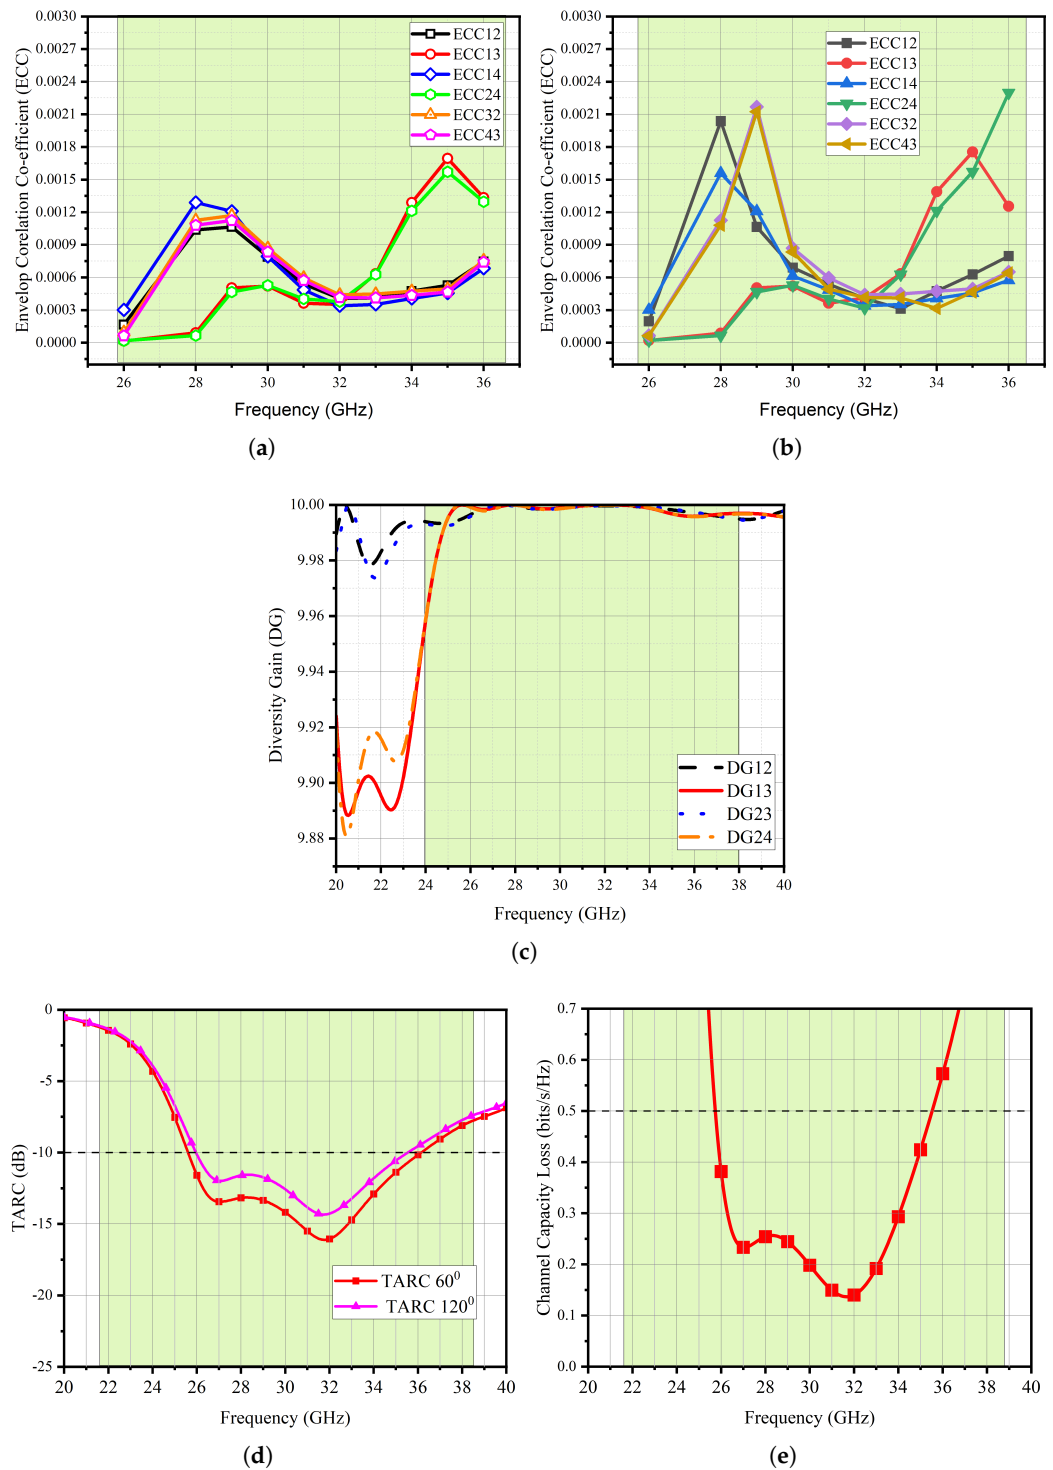 0.0030
0.0027
0.0024
0.0021
0.0018
0.0015
0.0012
0.0009
0.0006
0.0003
0.0000
Envelop Corelation Co-efficient (ECC)
ECC12
ECC13
ECC14
ECC24
ECC32
ECC43
26 28 30 32 34 36
Frequency (GHz)
(a)
0.0030
0.0027
0.0024
0.0021
0.0018
0.0015
0.0012
0.0009
0.0006
0.0003
0.0000
Envelop Corelation Co-efficient (ECC)
ECC12
ECC13
ECC14
ECC24
ECC32
ECC43
26 28 30 32 34 36
Frequency (GHz)
(b)
10.00
9.98
9.96
9.94
9.92
9.90
9.88
Diversity Gain (DG)
DG12
DG13
DG23
DG24
20 22 24 26 28 30 32 34 36 38 40
Frequency (GHz)
(c)
0
-5
-10
-15
-20
-25
TARC (dB)
TARC 60⁰
TARC 120⁰
20 22 24 26 28 30 32 34 36 38 40
Frequency (GHz)
(d)
0.7
0.6
0.5
0.4
0.3
0.2
0.1
0.0
Channel Capacity Loss (bits/s/Hz)
20 22 24 26 28 30 32 34 36 38 40
Frequency (GHz)
(e)